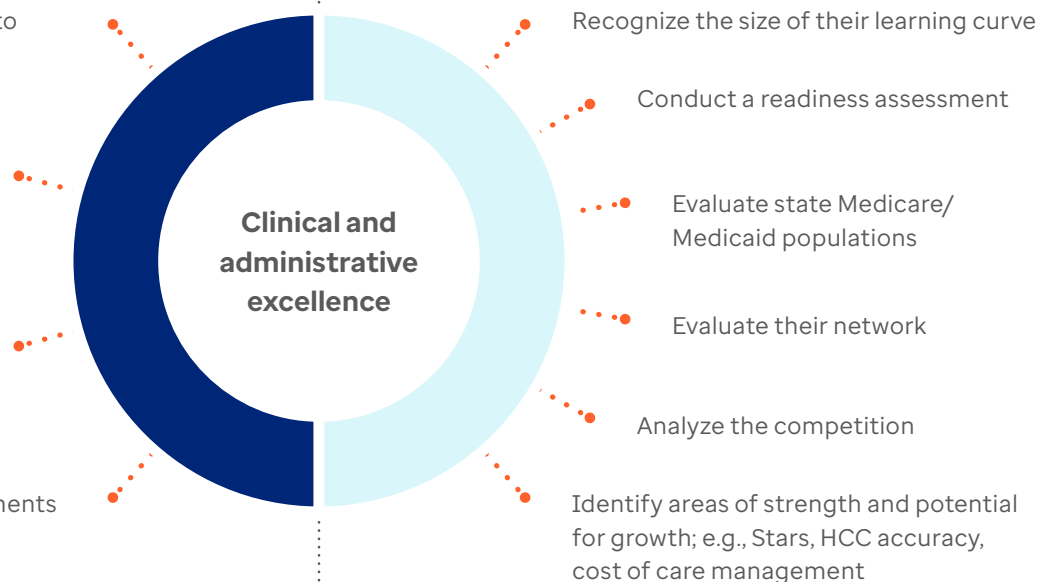 to
ments
Clinical and
administrative
excellence
Recognize the size of their learning curve
Conduct a readiness assessment
Evaluate state Medicare/
Medicaid populations
Evaluate their network
Analyze the competition
Identify areas of strength and potential
for growth; e.g., Stars, HCC accuracy,
cost of care management